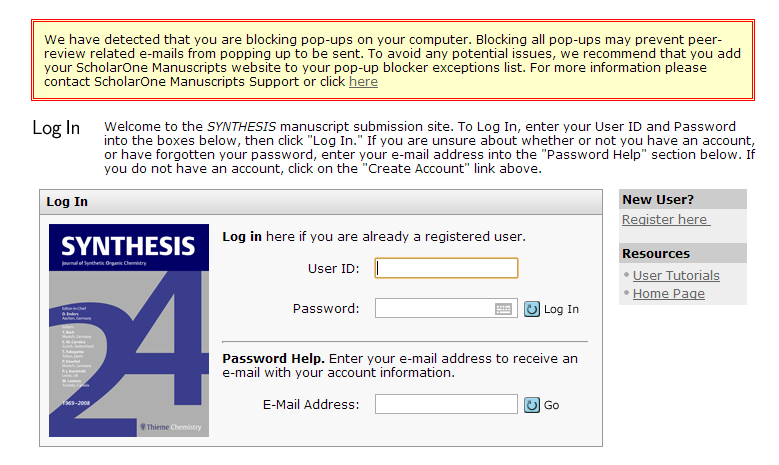 We have detected that you are blocking pop-ups on your computer. Blocking all pop-ups may prevent peer-
review related e-mails from popping up to be sent. To avoid any potential issues, we recommend that you add
your ScholarOne Manuscripts website to your pop-up blocker exceptions list. For more information please
contact ScholarOne Manuscripts Support or click here
Log In
Welcome to the SYNTHESIS manuscript submission site. To Log In, enter your User ID and Password
into the boxes below, then click "Log In." If you are unsure about whether or not you have an account,
or have forgotten your password, enter your e-mail address into the "Password Help" section below. If
you do not have an account, click on the "Create Account" link above.
Log In
SYNTHESIS
Journal of Synthetic Organic Chemistry
24
Editor-in-Chief
D. Enders
Aachen, Germany
1969–2008
Thieme Chemistry
Log in here if you are already a registered user.
User ID:
Password:
Log In
Password Help. Enter your e-mail address to receive an
e-mail with your account information.
E-Mail Address:
Go
New User?
Register here
Resources
User Tutorials
Home Page